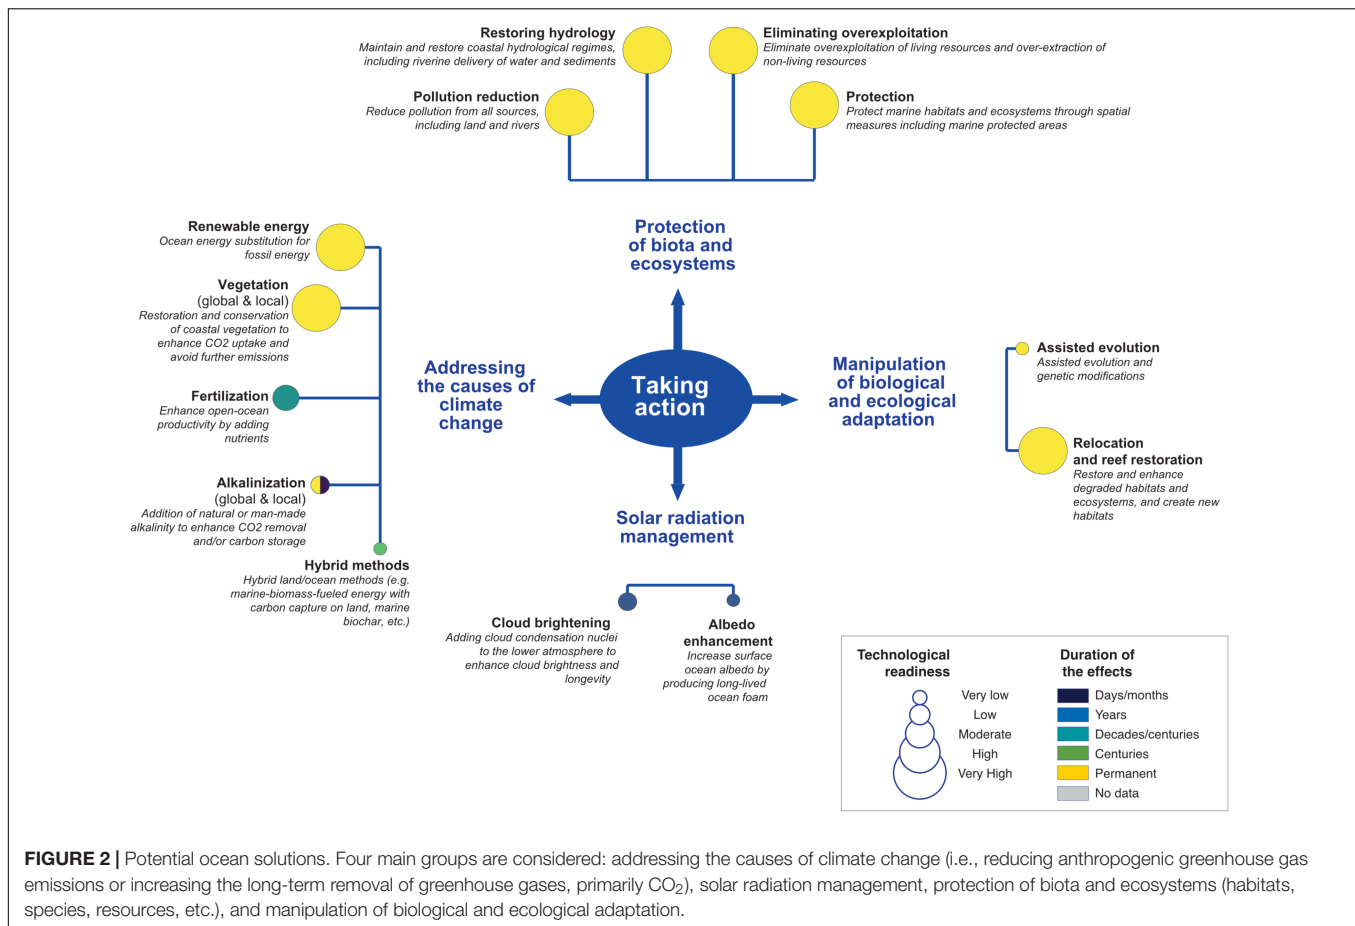 Restoring hydrology
Maintain and restore coastal hydrological regimes,
including riverine delivery of water and sediments
Eliminating overexploitation
Eliminate overexploitation of living resources and over-extraction of
non-living resources
Pollution reduction
Reduce pollution from all sources,
including land and rivers
Protection
Protect marine habitats and ecosystems through spatial
measures including marine protected areas
Protection
of biota and
ecosystems
Renewable energy
Ocean energy substitution for
fossil energy
Vegetation
(global & local)
Restoration and conservation
of coastal vegetation to
enhance CO2 uptake and
avoid further emissions
Fertilization
Enhance open-ocean
productivity by adding
nutrients
Alkalinization
(global & local)
Addition of natural or man-made
alkalinity to enhance CO2 removal
and/or carbon storage
Hybrid methods
Hybrid land/ocean methods (e.g.
marine-biomass-fueled energy with
carbon capture on land, marine
biochar, etc.)
Addressing
the causes of
climate
change
Taking
action
Manipulation
of biological
and ecological
adaptation
Assisted evolution
Assisted evolution and
genetic modifications
Relocation
and reef restoration
Restore and enhance
degraded habitats and
ecosystems, and create new
habitats
Solar radiation
management
Cloud brightening
Adding cloud condensation nuclei
to the lower atmosphere to
enhance cloud brightness and
longevity
Albedo
enhancement
Increase surface
ocean albedo by
producing long-lived
ocean foam
Technological
readiness
Very low
Low
Moderate
High
Very High
Duration of
the effects
Days/months
Years
Decades/centuries
Centuries
Permanent
No data
FIGURE 2 | Potential ocean solutions. Four main groups are considered: addressing the causes of climate change (i.e., reducing anthropogenic greenhouse gas
emissions or increasing the long-term removal of greenhouse gases, primarily CO₂), solar radiation management, protection of biota and ecosystems (habitats,
species, resources, etc.), and manipulation of biological and ecological adaptation.